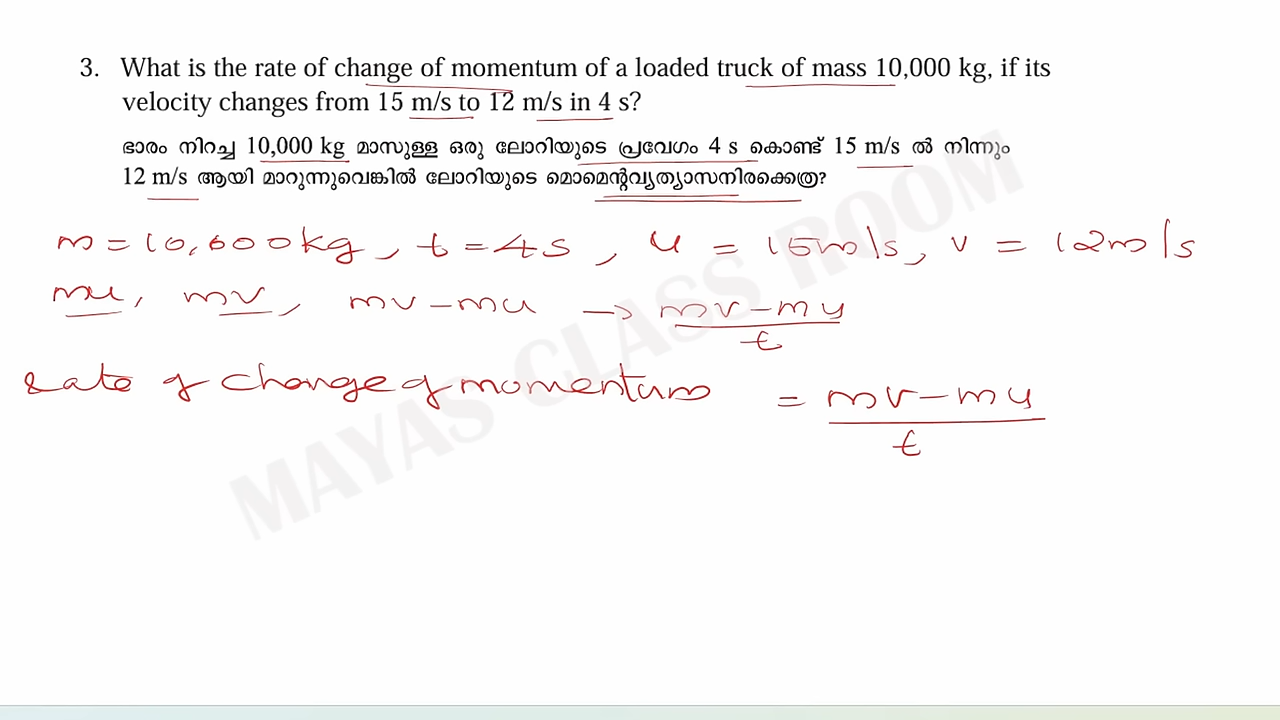 3. What is the rate of change of momentum of a loaded truck of mass 10,000 kg, if its
velocity changes from 15 m/s to 12 m/s in 4 s?
ഭാരം നിറച്ച 10,000 kg മാസുള്ള ഒരു ലോറിയുടെ പ്രവേഗം 4 s കൊണ്ട് 15 m/s ൽ നിന്നും
12 m/s ആയി മാറുന്നുവെങ്കിൽ ലോറിയുടെ മൊമെന്റവ്യത്യാസനിരക്കെത്ര?
m = 10,000kg, t = 4s, u = 15m/s, v = 12m/s
mu, mv, mv - mu → mv - mu / t
rate of change of momentum = mv - mu / t
MAYAS CLASS ROOM